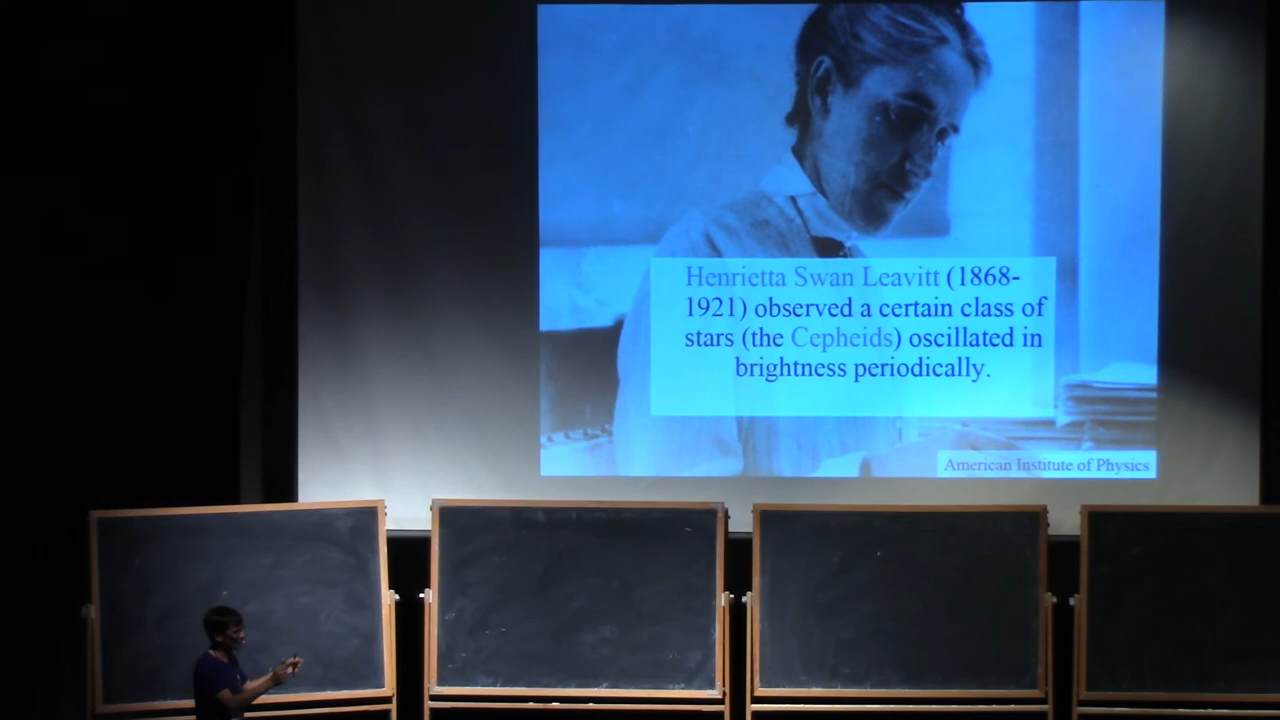 Henrietta Swan Leavitt (1868-
1921) observed a certain class of
stars (the Cepheids) oscillated in
brightness periodically.
American Institute of Physics